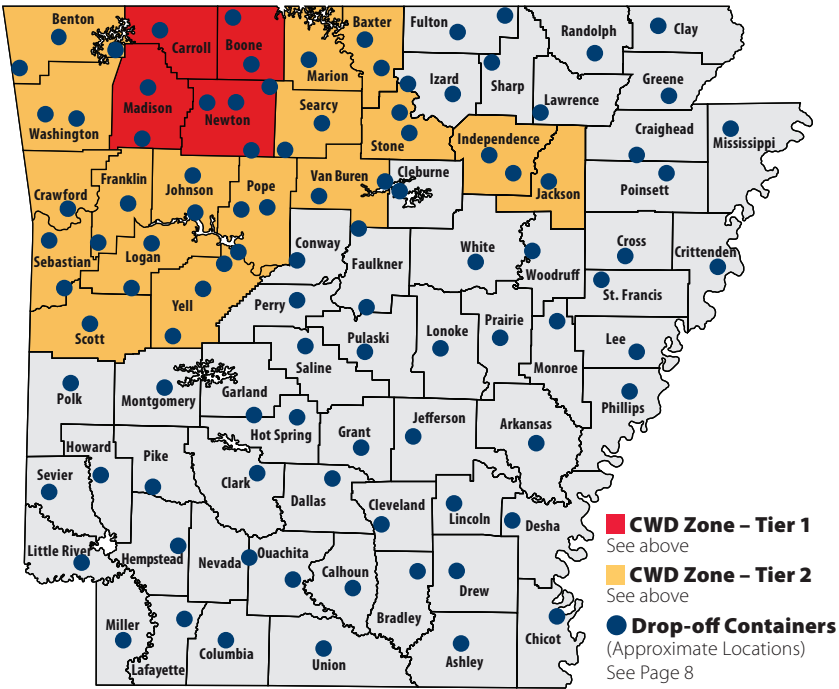 Benton
Carroll
Boone
Baxter
Fulton
Randolph
Clay
Marion
Izard
Sharp
Greene
Madison
Newton
Searcy
Lawrence
Washington
Stone
Independence
Craighead
Mississippi
Crawford
Franklin
Johnson
Pope
Van Buren
Cleburne
Jackson
Poinsett
Sebastian
Logan
Conway
Faulkner
White
Woodruff
Cross
Crittenden
St. Francis
Yell
Perry
Scott
Pulaski
Lonoke
Prairie
Lee
Saline
Monroe
Polk
Montgomery
Garland
Phillips
Hot Spring
Grant
Jefferson
Arkansas
Howard
Pike
Sevier
Clark
Dallas
Cleveland
Lincoln
Desha
Little River
Hempstead
Nevada
Ouachita
Calhoun
Drew
Bradley
Miller
Lafayette
Columbia
Union
Ashley
Chicot
CWD Zone – Tier 1
See above
CWD Zone – Tier 2
See above
Drop-off Containers
(Approximate Locations)
See Page 8